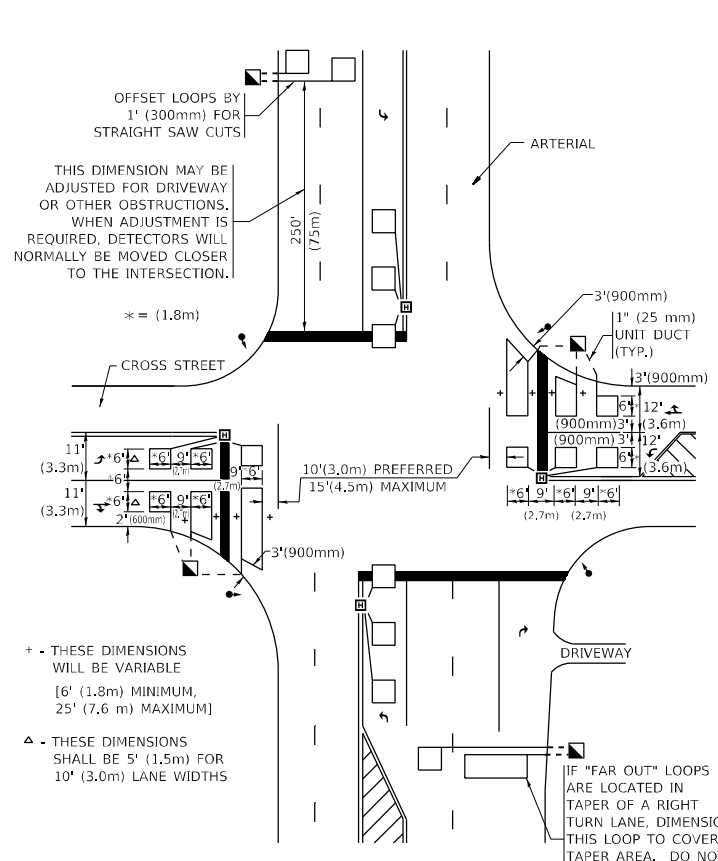 OFFSET LOOPS BY
1' (300mm) FOR
STRAIGHT SAW CUTS
ARTERIAL
THIS DIMENSION MAY BE
ADJUSTED FOR DRIVEWAY
OR OTHER OBSTRUCTIONS.
WHEN ADJUSTMENT IS
REQUIRED, DETECTORS WILL
NORMALLY BE MOVED CLOSER
TO THE INTERSECTION.
250'
(75m)
* = (1.8m)
H
3'(900mm)
1" (25 mm)
UNIT DUCT
(TYP.)
CROSS STREET
3'(900mm)
6'* 12'
(3.6m)
(900mm)3'
(900mm) 3' 12'
6'* (3.6m)
H
11'
(3.3m)
*6' △
*6' 9' *6'
(2.7m)
9' *6'
(2.7m)
*6'
11'
(3.3m)
*6' △
*6' 9' *6'
(2.7m)
2'(600mm)
10'(3.0m) PREFERRED
15'(4.5m) MAXIMUM
H
*6' 9' *6' 9' *6'
(2.7m) (2.7m)
3'(900mm)
H
+ - THESE DIMENSIONS
WILL BE VARIABLE
[6' (1.8m) MINIMUM,
25' (7.6 m) MAXIMUM]
DRIVEWAY
△ - THESE DIMENSIONS
SHALL BE 5' (1.5m) FOR
10' (3.0m) LANE WIDTHS
IF "FAR OUT" LOOPS
ARE LOCATED IN
TAPER OF A RIGHT
TURN LANE, DIMENSIO
THIS LOOP TO COVER
TAPER AREA. DO NO